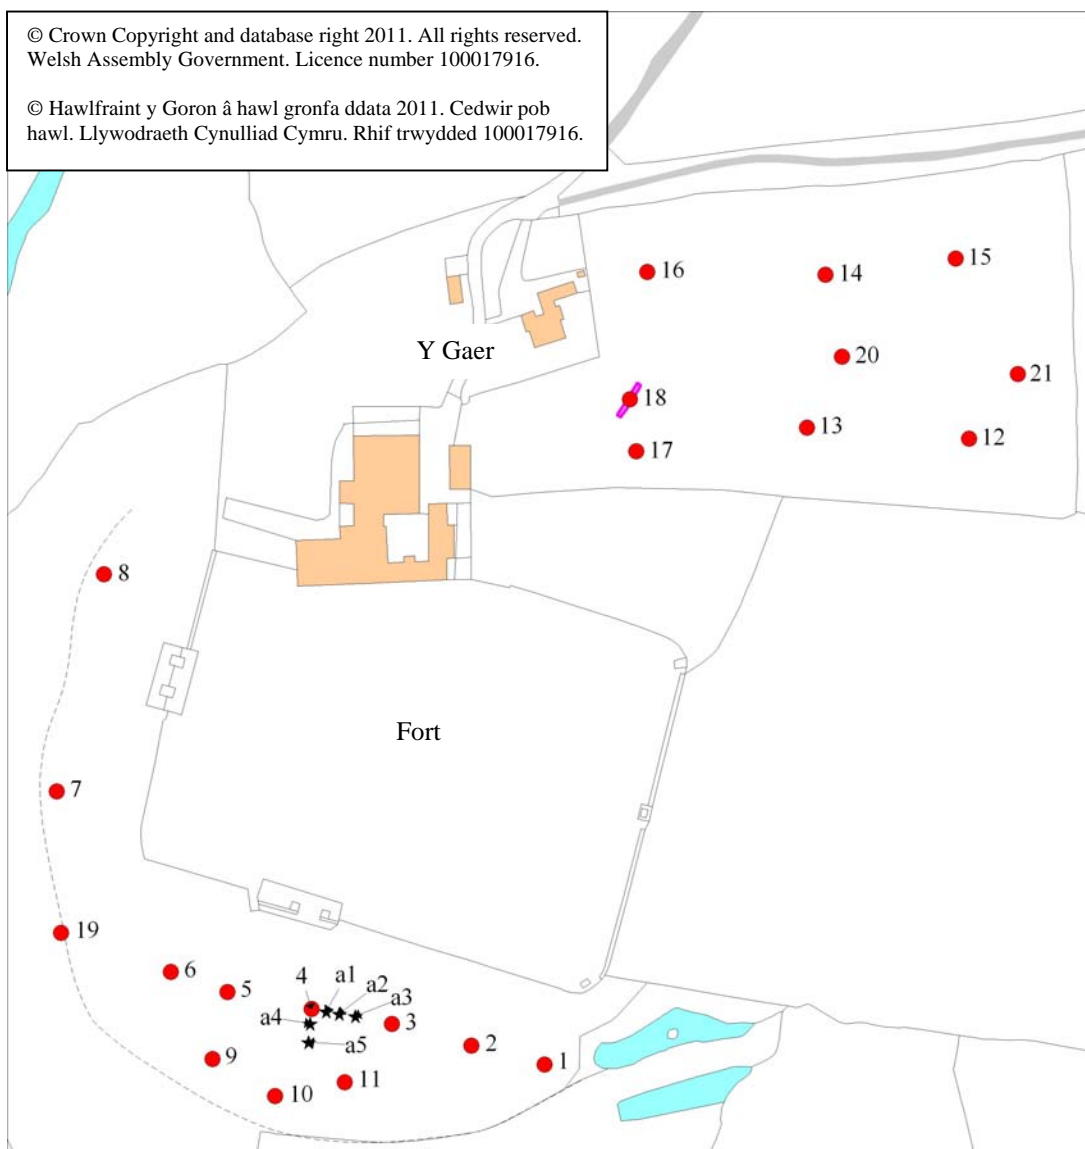 © Crown Copyright and database right 2011. All rights reserved.
Welsh Assembly Government. Licence number 100017916.
© Hawlfraint y Goron â hawl gronfa ddata 2011. Cedwir pob
hawl. Llywodraeth Cynulliad Cymru. Rhif trwydded 100017916.
15
16
14
Y Gaer
20
21
18
13
12
17
8
Fort
7
19
6
4
a1
a2
5
a3
a4
3
a5
2
9
1
11
10